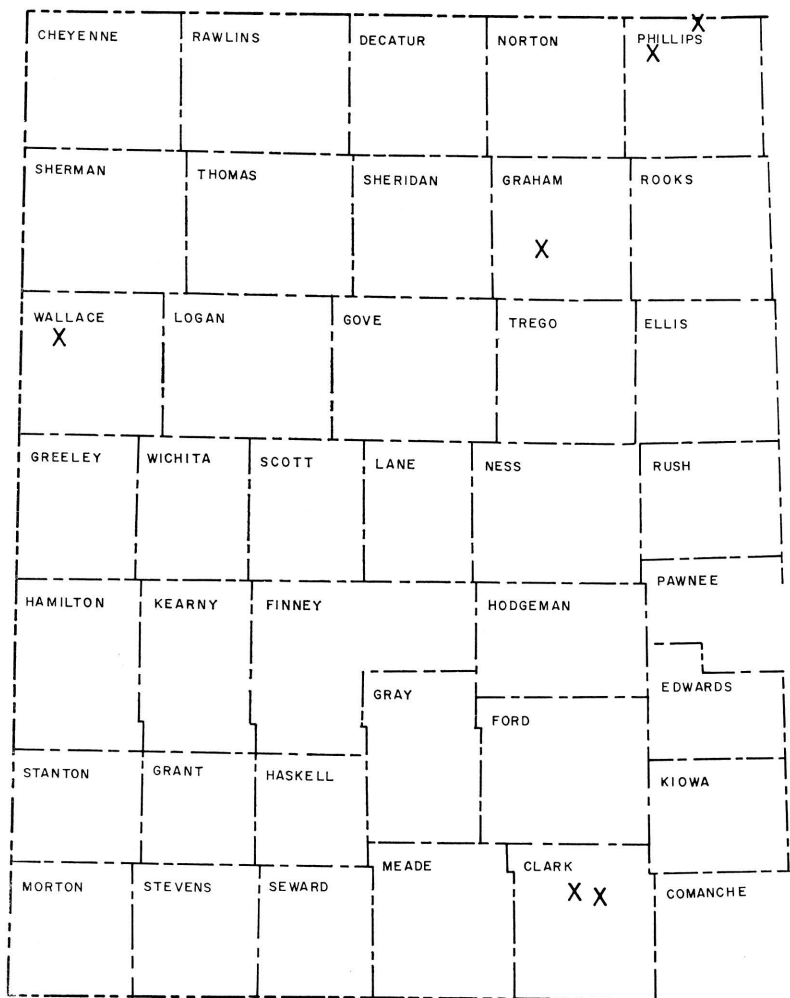 CHEYENNE
RAWLINS
DECATUR
NORTON
PHILLIPS
X
X
SHERMAN
THOMAS
SHERIDAN
GRAHAM
ROOKS
X
WALLACE
LOGAN
GOVE
TREGO
ELLIS
X
GREELEY
WICHITA
SCOTT
LANE
NESS
RUSH
PAWNEE
HAMILTON
KEARNY
FINNEY
HODGEMAN
GRAY
EDWARDS
FORD
STANTON
GRANT
HASKELL
KIOWA
MEADE
CLARK
MORTON
STEVENS
SEWARD
COMANCHE
X X